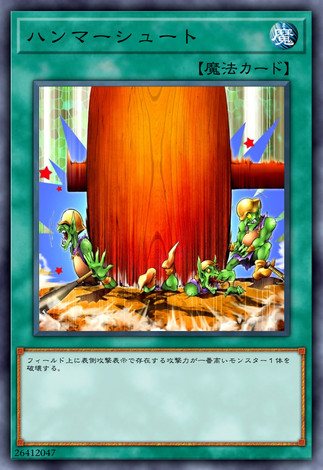 ハンマーシュート
魔
【魔法カード】
フィールド上に表側攻撃表示で存在する攻撃力が一番高いモンスター1体を
破壊する。
26412047